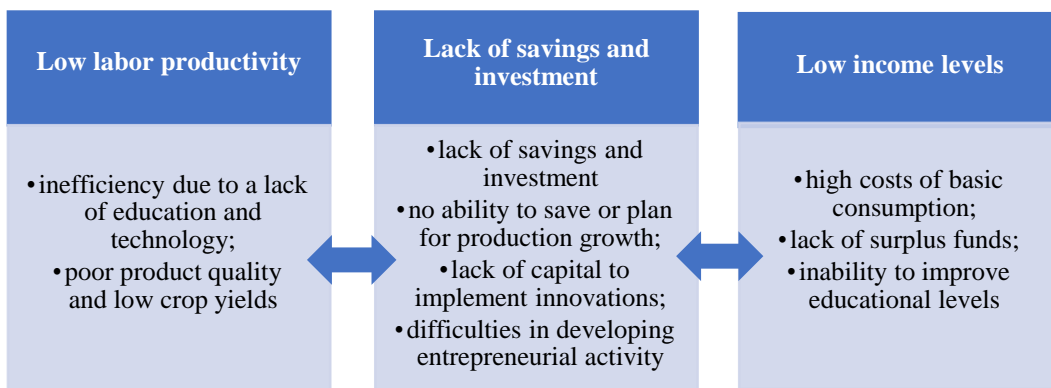 Low labor productivity
•inefficiency due to a lack
of education and
technology;
•poor product quality
and low crop yields
Lack of savings and
investment
•lack of savings and
investment
•no ability to save or plan
for production growth;
•lack of capital to
implement innovations;
•difficulties in developing
entrepreneurial activity
Low income levels
•high costs of basic
consumption;
•lack of surplus funds;
•inability to improve
educational levels